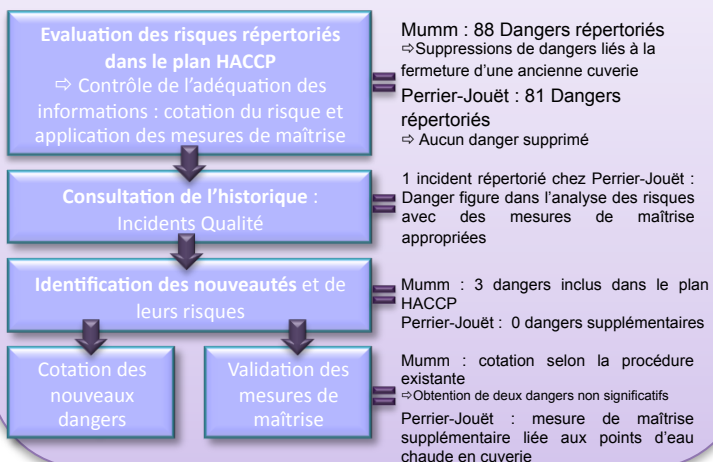 Evaluation des risques répertoriés
dans le plan HACCP
⇨ Contrôle de l'adéquation des
informations : cotation du risque et
application des mesures de maîtrise
Mumm : 88 Dangers répertoriés
⇨Suppressions de dangers liés à la
fermeture d'une ancienne cuverie
Perrier-Jouët : 81 Dangers
répertoriés
⇨ Aucun danger supprimé
Consultation de l'historique :
Incidents Qualité
1 incident répertorié chez Perrier-Jouët :
Danger figure dans l'analyse des risques
avec des mesures de maîtrise
appropriées
Identification des nouveautés et de
leurs risques
Mumm : 3 dangers inclus dans le plan
HACCP
Perrier-Jouët : 0 dangers supplémentaires
Cotation des
nouveaux
dangers
Validation des
mesures de
maîtrise
Mumm : cotation selon la procédure
existante
⇨Obtention de deux dangers non significatifs
Perrier-Jouët : mesure de maîtrise
supplémentaire liée aux points d'eau
chaude en cuverie